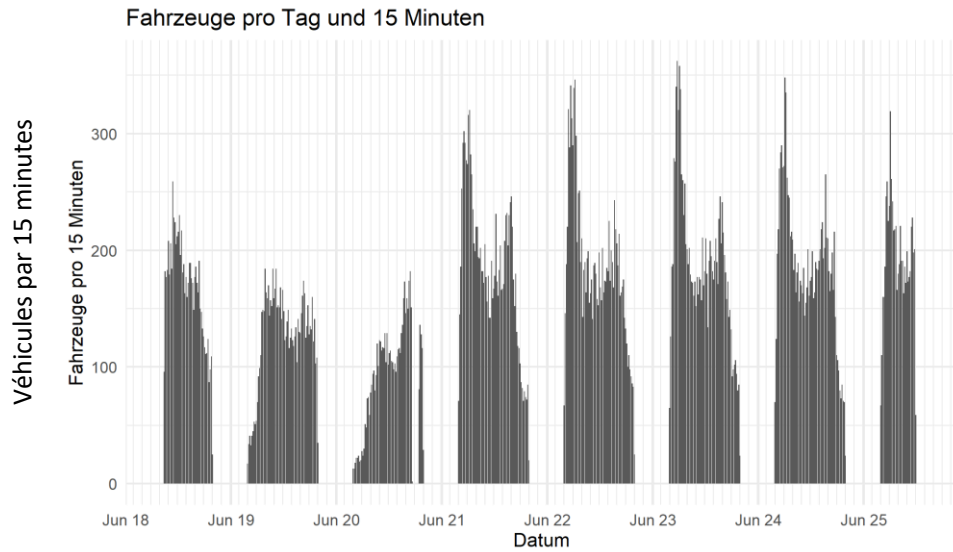 Fahrzeuge pro Tag und 15 Minuten
Véhicules par 15 minutes
Fahrzeuge pro 15 Minuten
300
200
100
0
Jun 18 Jun 19 Jun 20 Jun 21 Jun 22 Jun 23 Jun 24 Jun 25
Datum